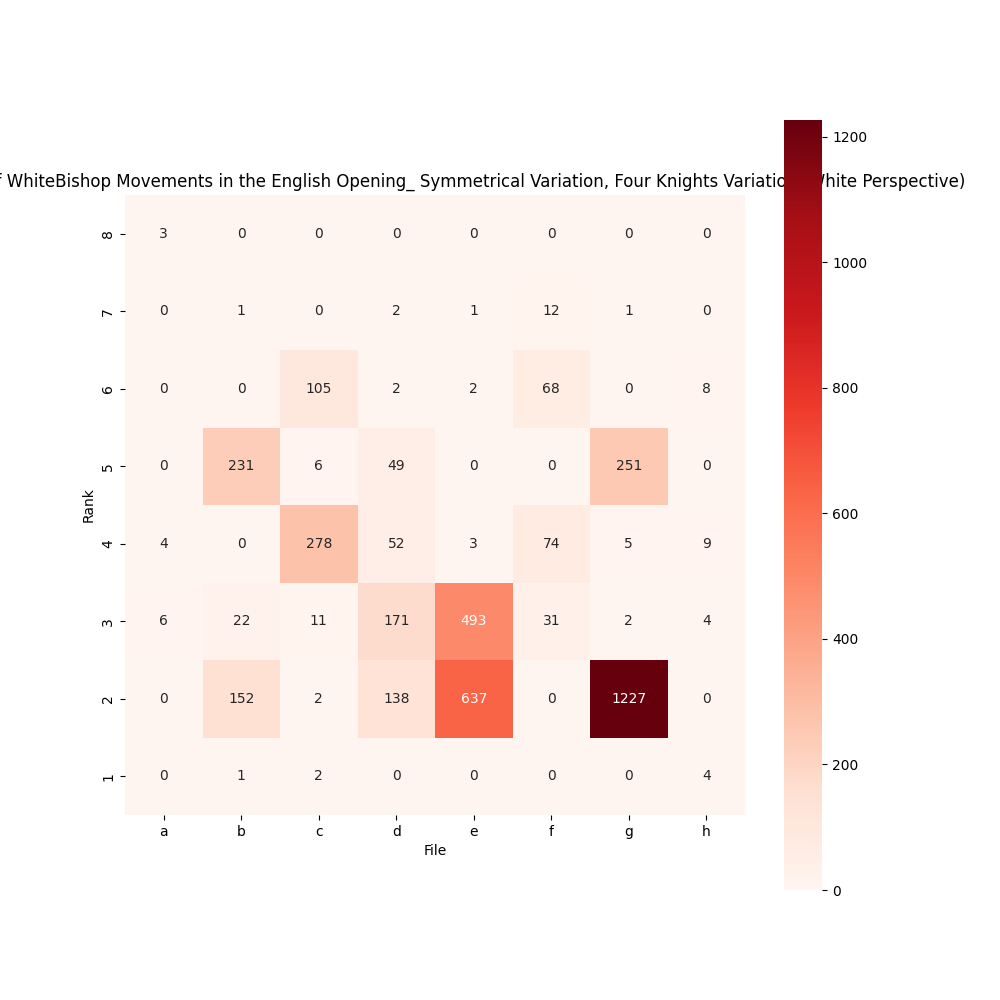 1200
f WhiteBishop Movements in the English Opening_ Symmetrical Variation, Four Knights Variation (White Perspective)
8 3 0 0 0 0 0 0 0
1000
7 0 1 0 2 1 12 1 0
6 0 0 105 2 2 68 0 8
800
5 0 231 6 49 0 0 251 0
Rank
600
4 4 0 278 52 3 74 5 9
3 6 22 11 171 493 31 2 4
400
2 0 152 2 138 637 0 1227 0
200
1 0 1 2 0 0 0 0 4
a b c d e f g h
File
0